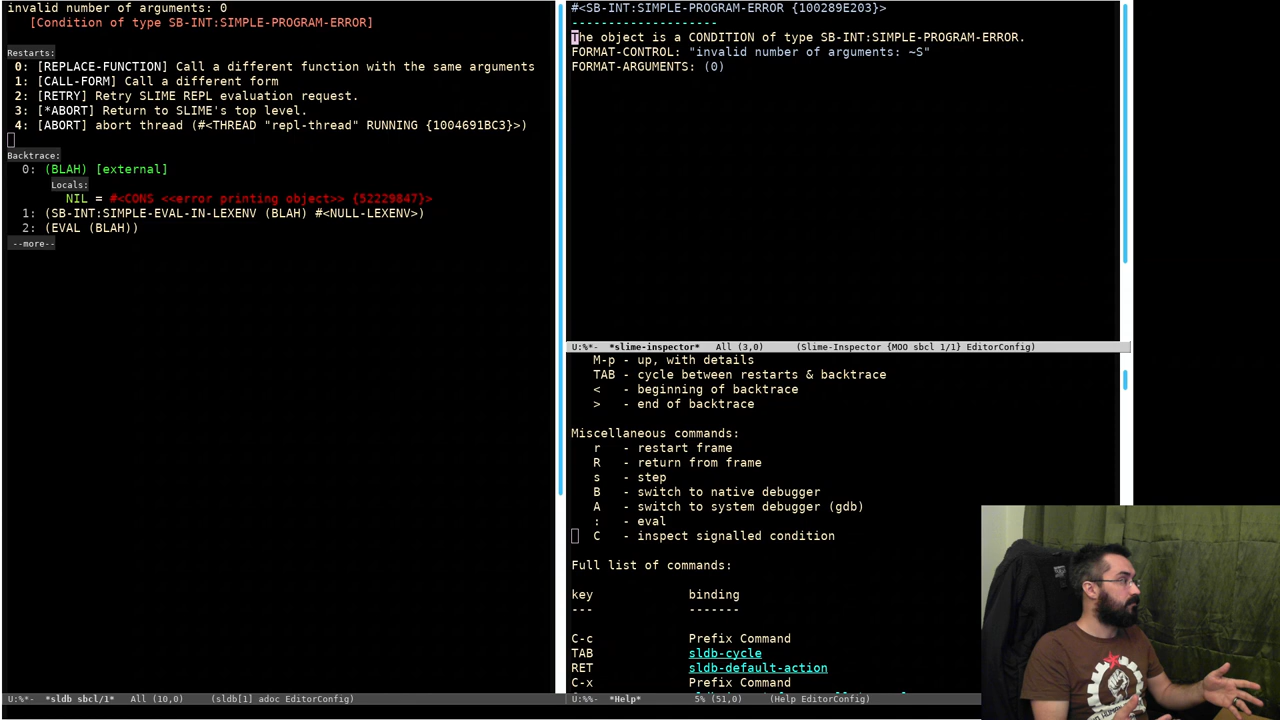 invalid number of arguments: 0
[Condition of type SB-INT:SIMPLE-PROGRAM-ERROR]
Restarts:
0: [REPLACE-FUNCTION] Call a different function with the same arguments
1: [CALL-FORM] Call a different form
2: [RETRY] Retry SLIME REPL evaluation request.
3: [*ABORT] Return to SLIME's top level.
4: [ABORT] abort thread (#<THREAD "repl-thread" RUNNING {1004691BC3}>)
Backtrace:
0: (BLAH) [external]
Locals:
NIL = #<CONS <<error printing object>> {52229847}>
1: (SB-INT:SIMPLE-EVAL-IN-LEXENV (BLAH) #<NULL-LEXENV>)
2: (EVAL (BLAH))
--more--
U:%*-  *sldb sbcl/1*   All (10,0)     (sldb[1] adoc EditorConfig)
#<SB-INT:SIMPLE-PROGRAM-ERROR {100289E203}>
--------------------
The object is a CONDITION of type SB-INT:SIMPLE-PROGRAM-ERROR.
FORMAT-CONTROL: "invalid number of arguments: ~S"
FORMAT-ARGUMENTS: (0)
U:%*-  *slime-inspector*   All (3,0)      (Slime-Inspector {MOO sbcl 1/1} EditorConfig)
M-p - up, with details
TAB - cycle between restarts & backtrace
<   - beginning of backtrace
>   - end of backtrace
Miscellaneous commands:
r   - restart frame
R   - return from frame
s   - step
B   - switch to native debugger
A   - switch to system debugger (gdb)
:   - eval
C   - inspect signalled condition
Full list of commands:
key             binding
---             -------
C-c             Prefix Command
TAB             sldb-cycle
RET             sldb-default-action
C-x             Prefix Command
U:%%-  *Help*          5% (51,0)      (Help EditorConfig)